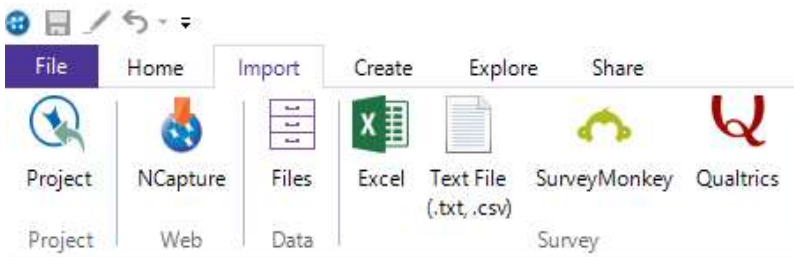 File Home Import Create Explore Share
Project NCapture Files Excel Text File SurveyMonkey Qualtrics
(.txt, .csv)
Project Web Data Survey